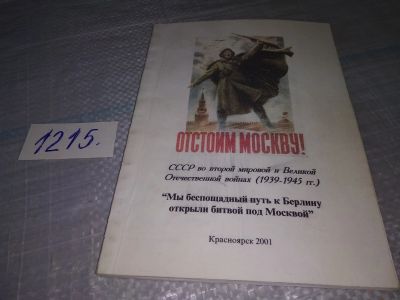 1215.
ОТСТОИМ МОСКВУ!
СССР во второй мировой и Великой
Отечественной войнах (1939-1945 гг.)
“Мы беспощадный путь к Берлину
открыли битвой под Москвой”
Красноярск 2001